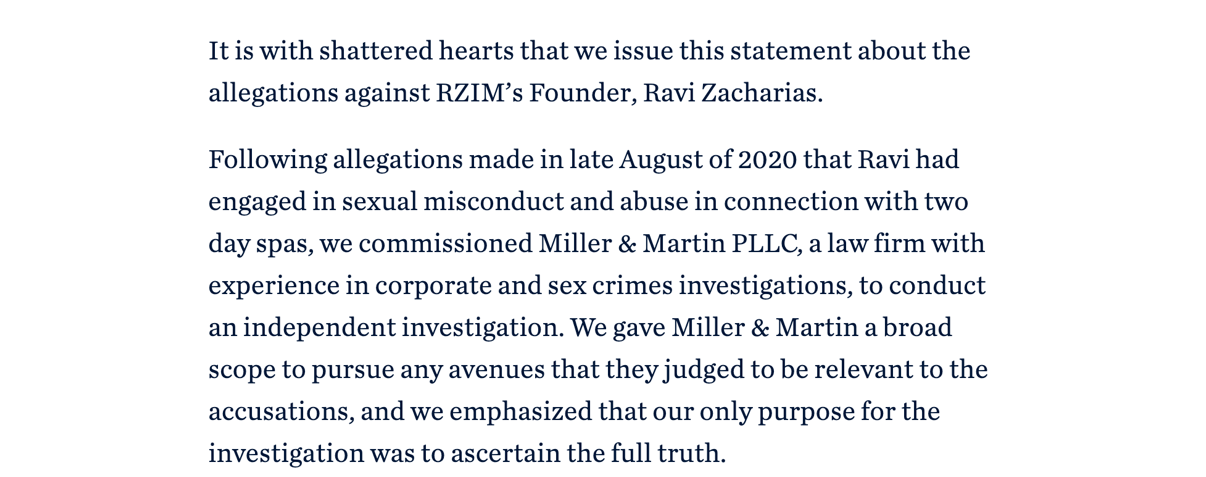 It is with shattered hearts that we issue this statement about the
allegations against RZIM’s Founder, Ravi Zacharias.
Following allegations made in late August of 2020 that Ravi had
engaged in sexual misconduct and abuse in connection with two
day spas, we commissioned Miller & Martin PLLC, a law firm with
experience in corporate and sex crimes investigations, to conduct
an independent investigation. We gave Miller & Martin a broad
scope to pursue any avenues that they judged to be relevant to the
accusations, and we emphasized that our only purpose for the
investigation was to ascertain the full truth.